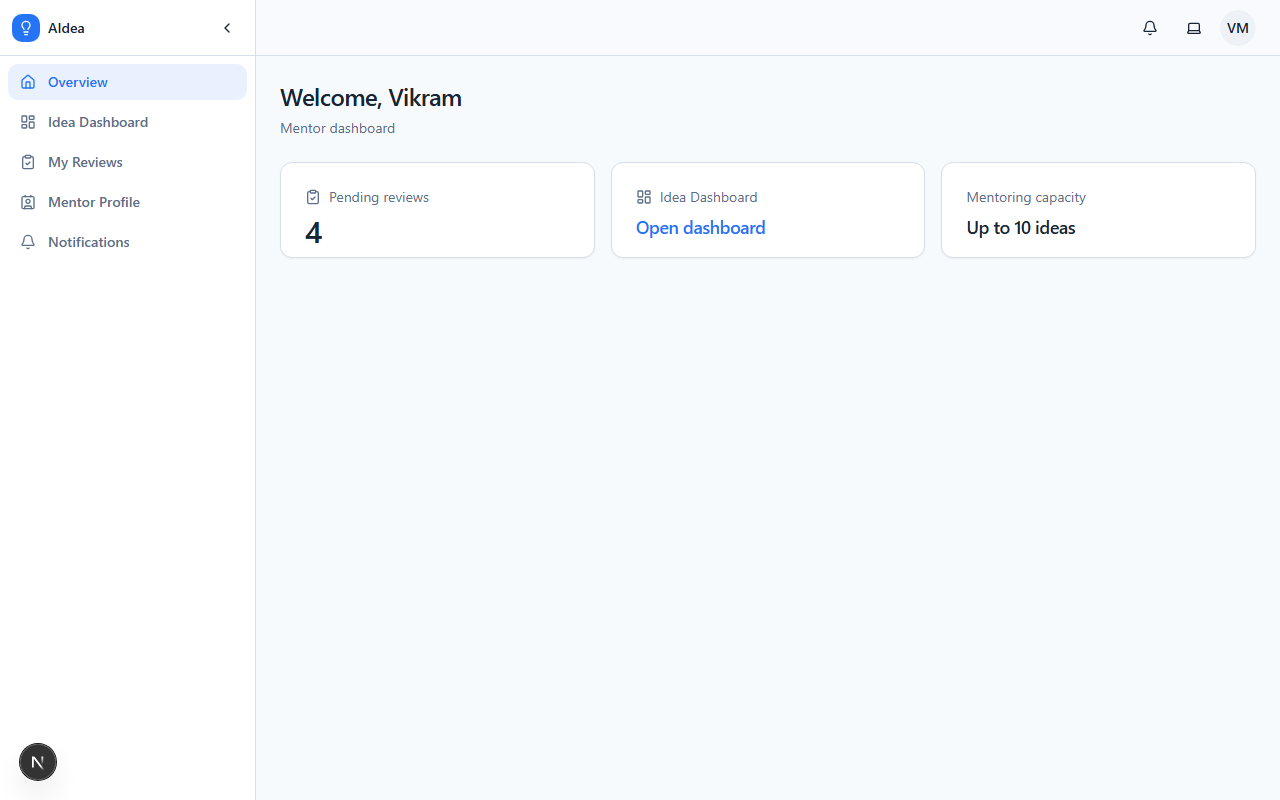 AIdea
VM
Overview
Idea Dashboard
My Reviews
Mentor Profile
Notifications
Welcome, Vikram
Mentor dashboard
Pending reviews
4
Idea Dashboard
Open dashboard
Mentoring capacity
Up to 10 ideas
N